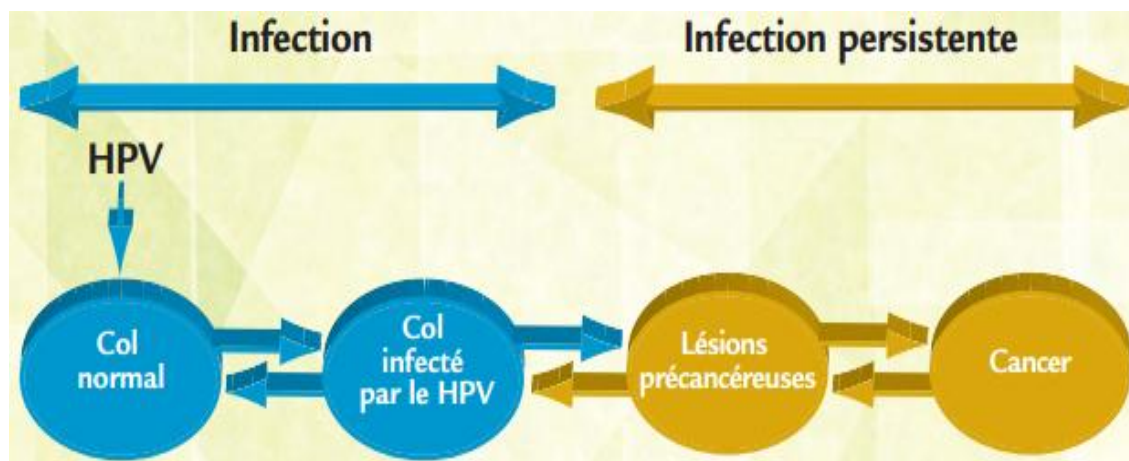 Infection
Infection persistente
HPV
Col
normal
Col
infecté
par le HPV
Lésions
précancéreuses
Cancer